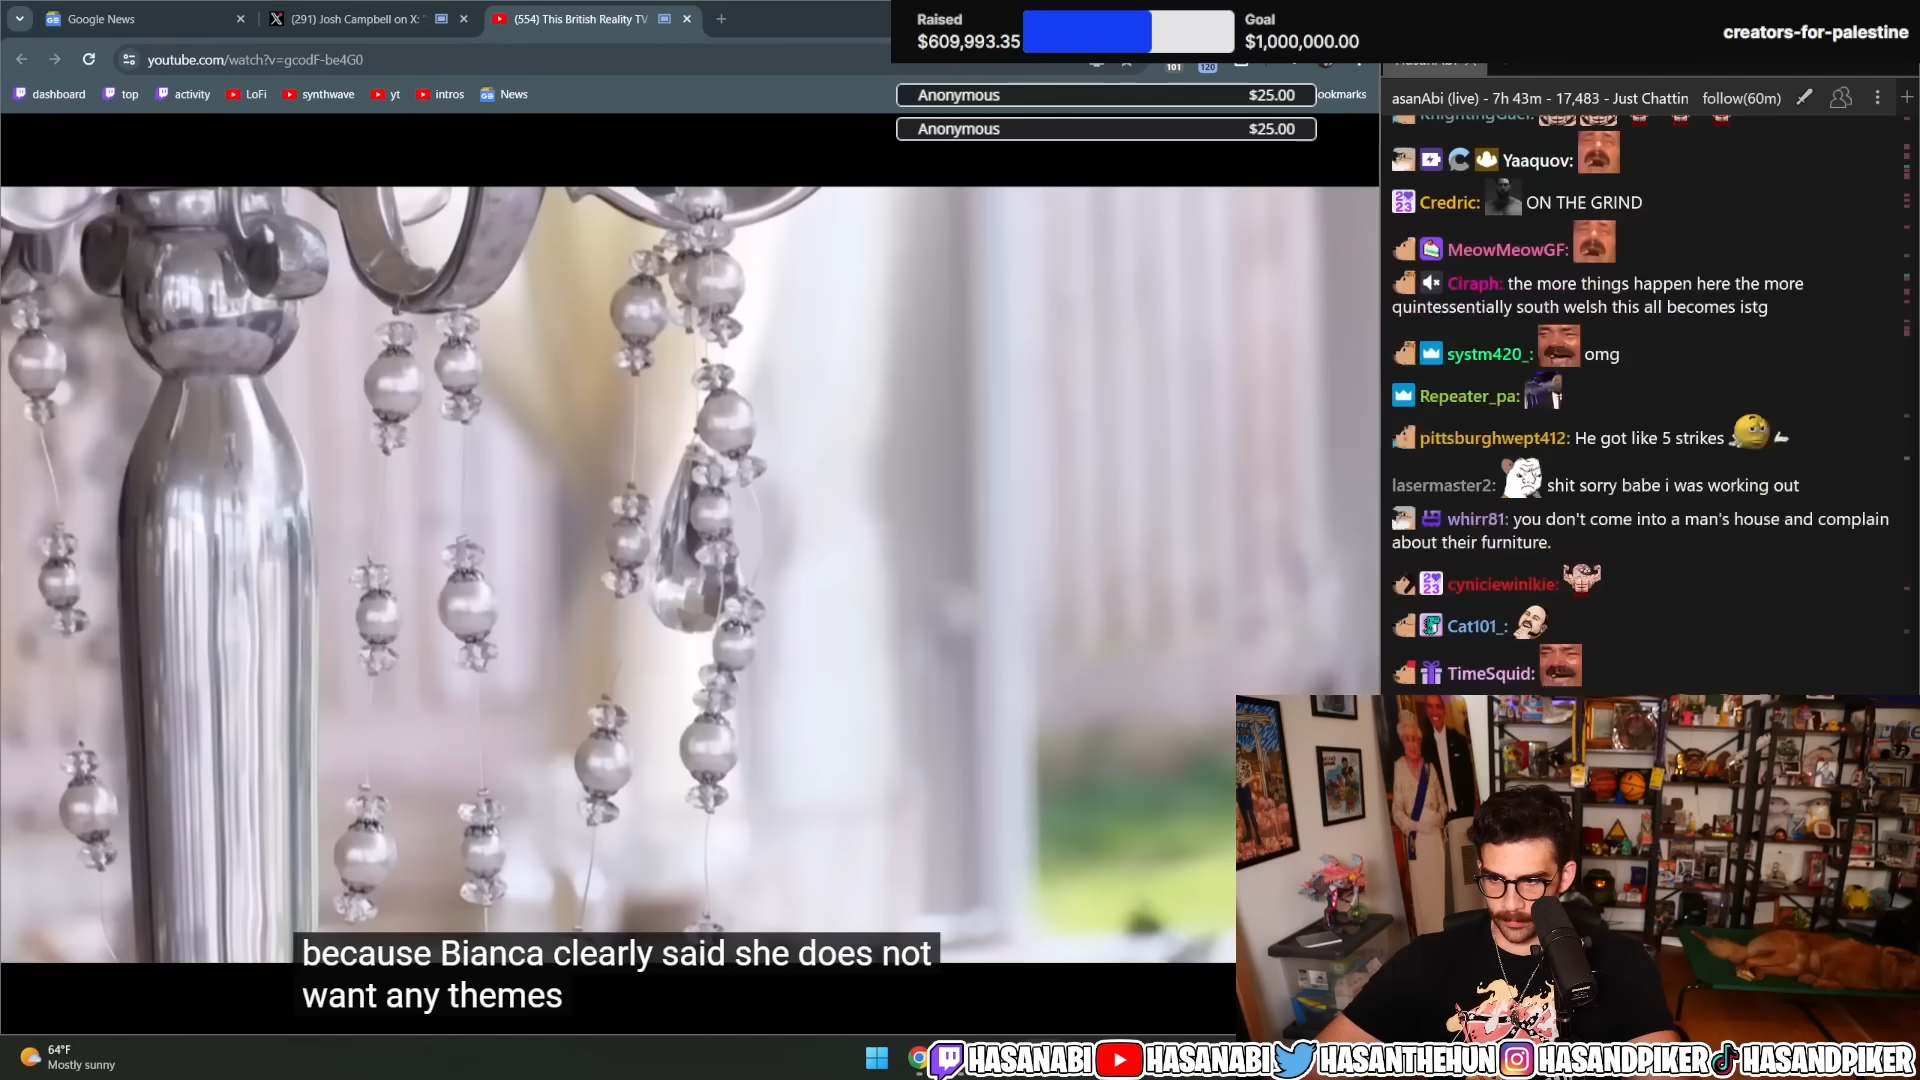 Google News
(291) Josh Campbell on X: "
(554) This British Reality TV
youtube.com/watch?v=gcodF-be4G0
dashboard
top
activity
LoFi
synthwave
yt
intros
News
101
120
ookmarks
Raised
$609,993.35
Goal
$1,000,000.00
creators-for-palestine
Anonymous $25.00
Anonymous $25.00
asanAbi (live) - 7h 43m - 17,483 - Just Chattin follow(60m)
Yaaquov:
Credric: ON THE GRIND
MeowMeowGF:
Ciraph: the more things happen here the more
quintessentially south welsh this all becomes istg
systm420_: omg
Repeater_pa:
pittsburghwept412: He got like 5 strikes
lasermaster2: shit sorry babe i was working out
whirr81: you don't come into a man's house and complain
about their furniture.
cyniciewinikie:
Cat101_:
TimeSquid:
because Bianca clearly said she does not
want any themes
64°F
Mostly sunny
HASANABI HASANABI HASANTHEHUN HASANDPIKER HASANDPIKER